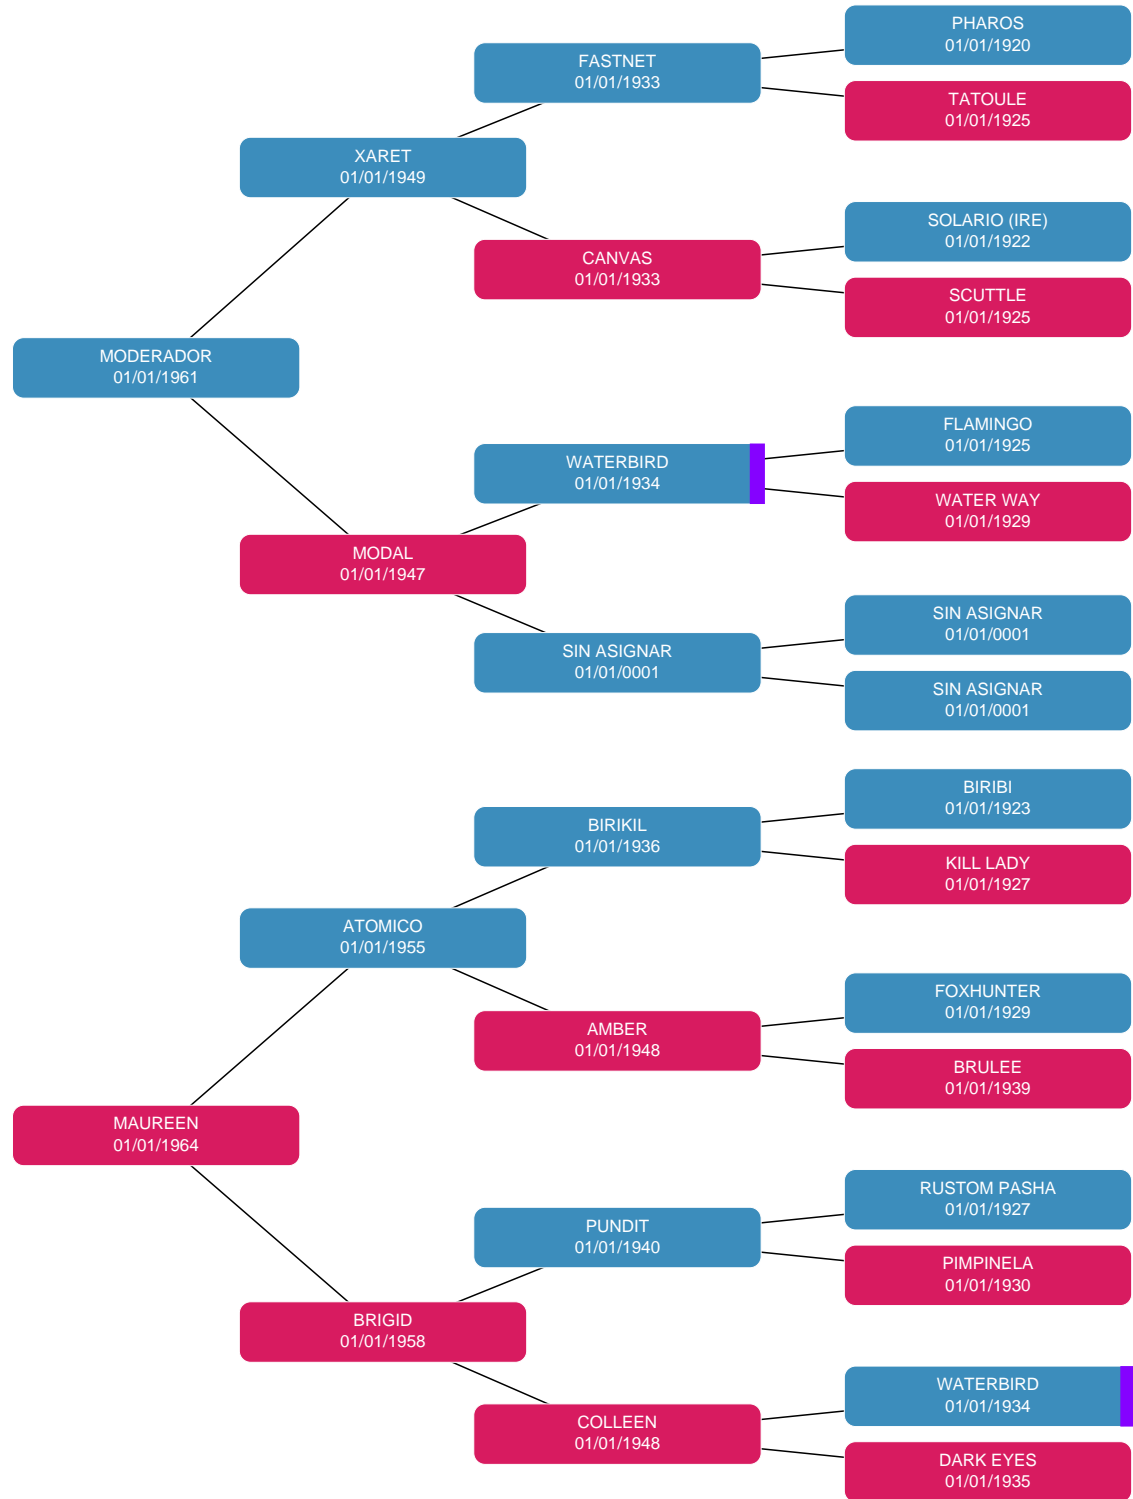 PHAROS
01/01/1920
FASTNET
01/01/1933
TATOULE
01/01/1925
XARET
01/01/1949
SOLARIO (IRE)
01/01/1922
CANVAS
01/01/1933
SCUTTLE
01/01/1925
MODERADOR
01/01/1961
FLAMINGO
01/01/1925
WATERBIRD
01/01/1934
WATER WAY
01/01/1929
MODAL
01/01/1947
SIN ASIGNAR
01/01/0001
SIN ASIGNAR
01/01/0001
SIN ASIGNAR
01/01/0001
BIRIBI
01/01/1923
BIRIKIL
01/01/1936
KILL LADY
01/01/1927
ATOMICO
01/01/1955
FOXHUNTER
01/01/1929
AMBER
01/01/1948
BRULEE
01/01/1939
MAUREEN
01/01/1964
RUSTOM PASHA
01/01/1927
PUNDIT
01/01/1940
PIMPINELA
01/01/1930
BRIGID
01/01/1958
WATERBIRD
01/01/1934
COLLEEN
01/01/1948
DARK EYES
01/01/1935